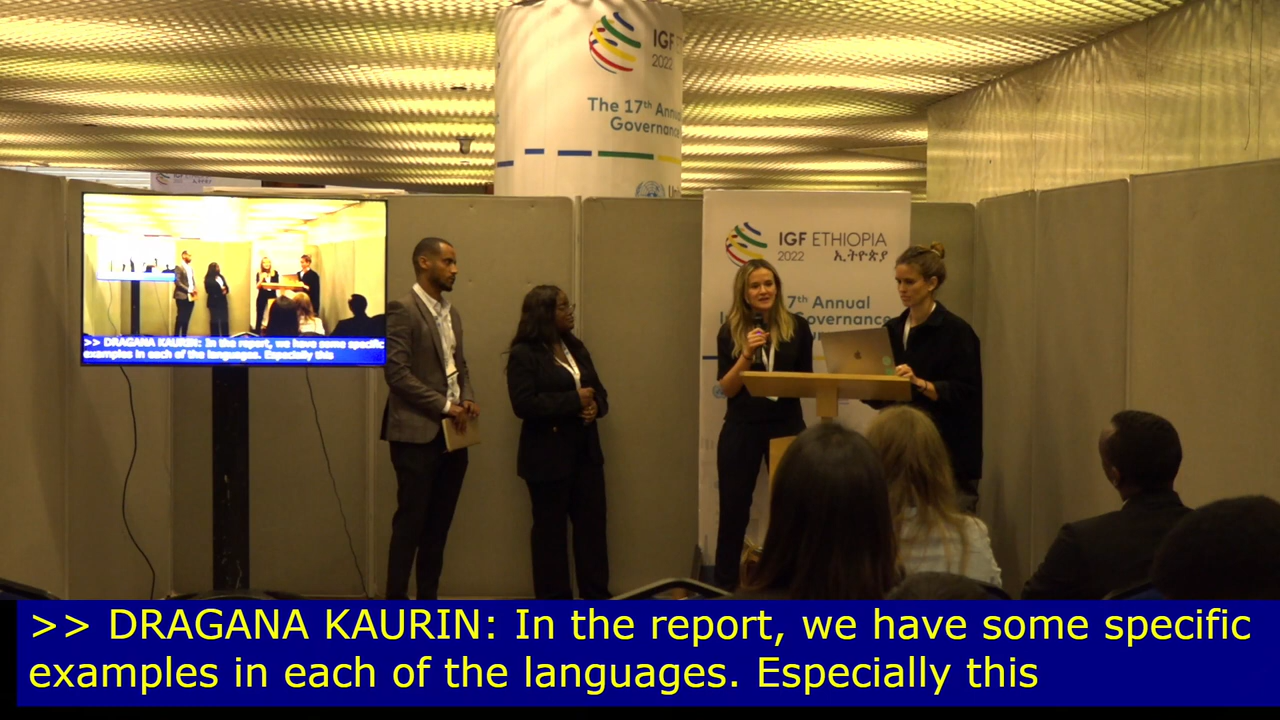 IGF
2022
The 17th Annual
Governance
IGF ETHIOPIA
2022 ኢትዮጵያ
7th Annual
Governance
>> DRAGANA KAURIN: In the report, we have some specific
examples in each of the languages. Especially this
>> DRAGANA KAURIN: In the report, we have some specific
examples in each of the languages. Especially this